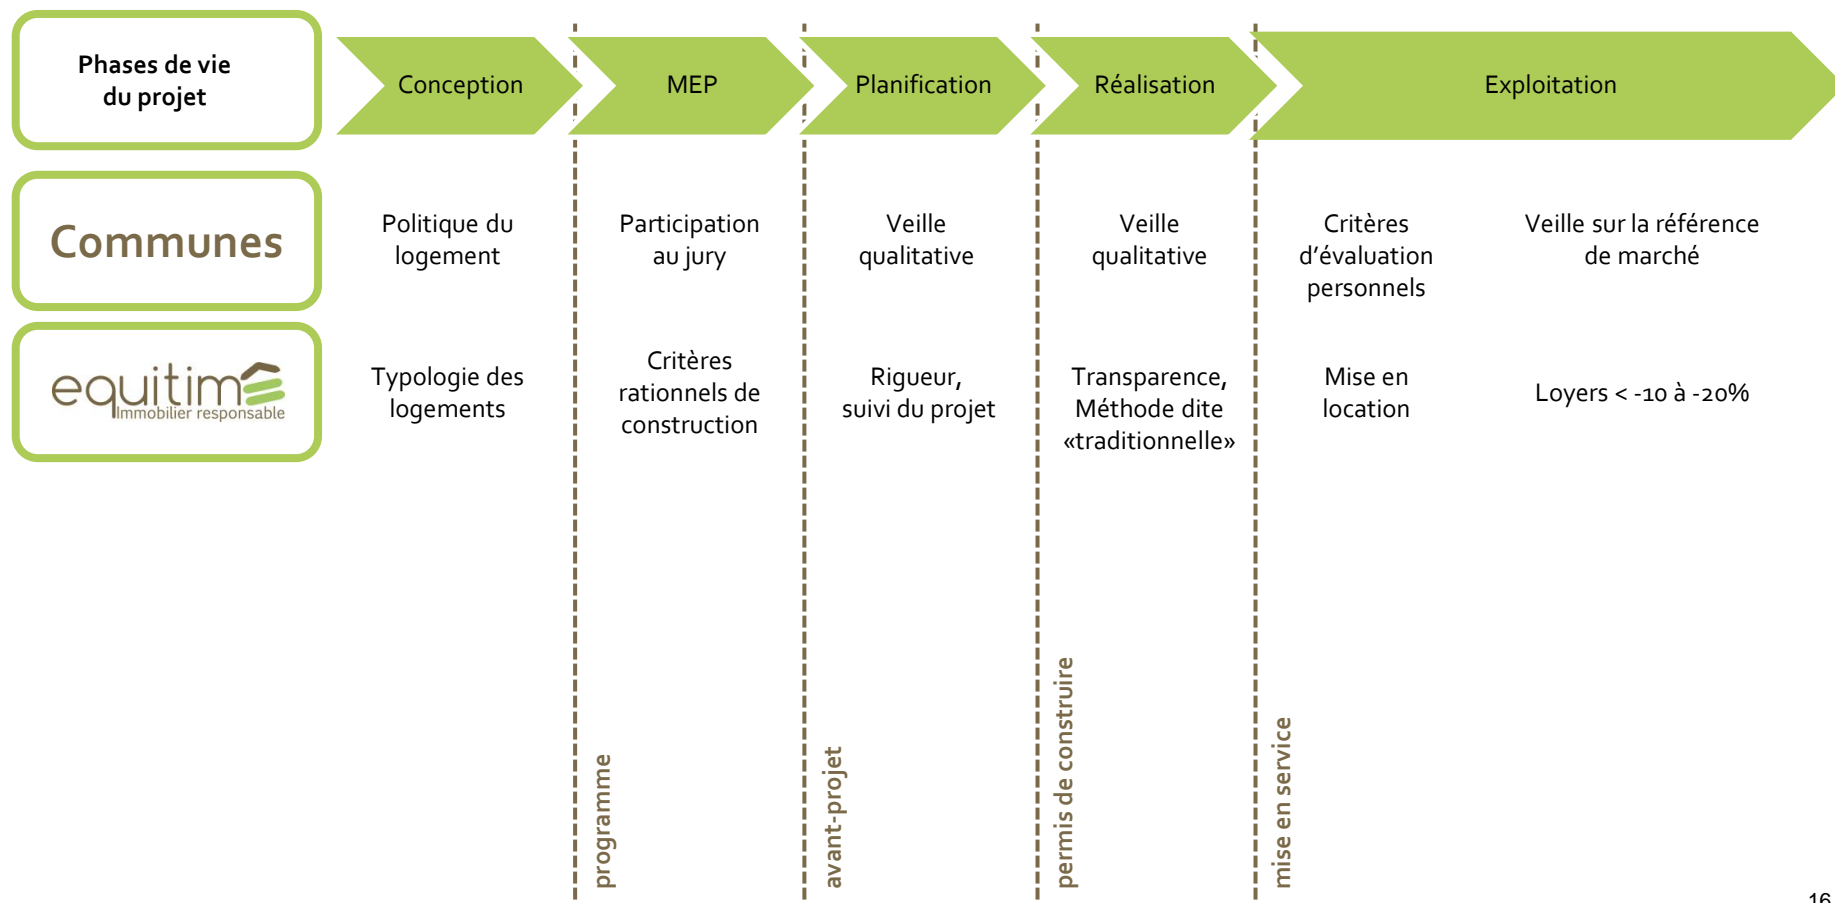 Phases de vie
du projet
Conception
MEP
Planification
Réalisation
Exploitation
Communes
Politique du
logement
Participation
au jury
Veille
qualitative
Veille
qualitative
Critères
d’évaluation
personnels
Veille sur la référence
de marché
equitim
Immobilier responsable
Typologie des
logements
Critères
rationnels de
construction
Rigueur,
suivi du projet
Transparence,
Méthode dite
«traditionnelle»
Mise en
location
Loyers < -10 à -20%
programme
avant-projet
permis de construire
mise en service
16